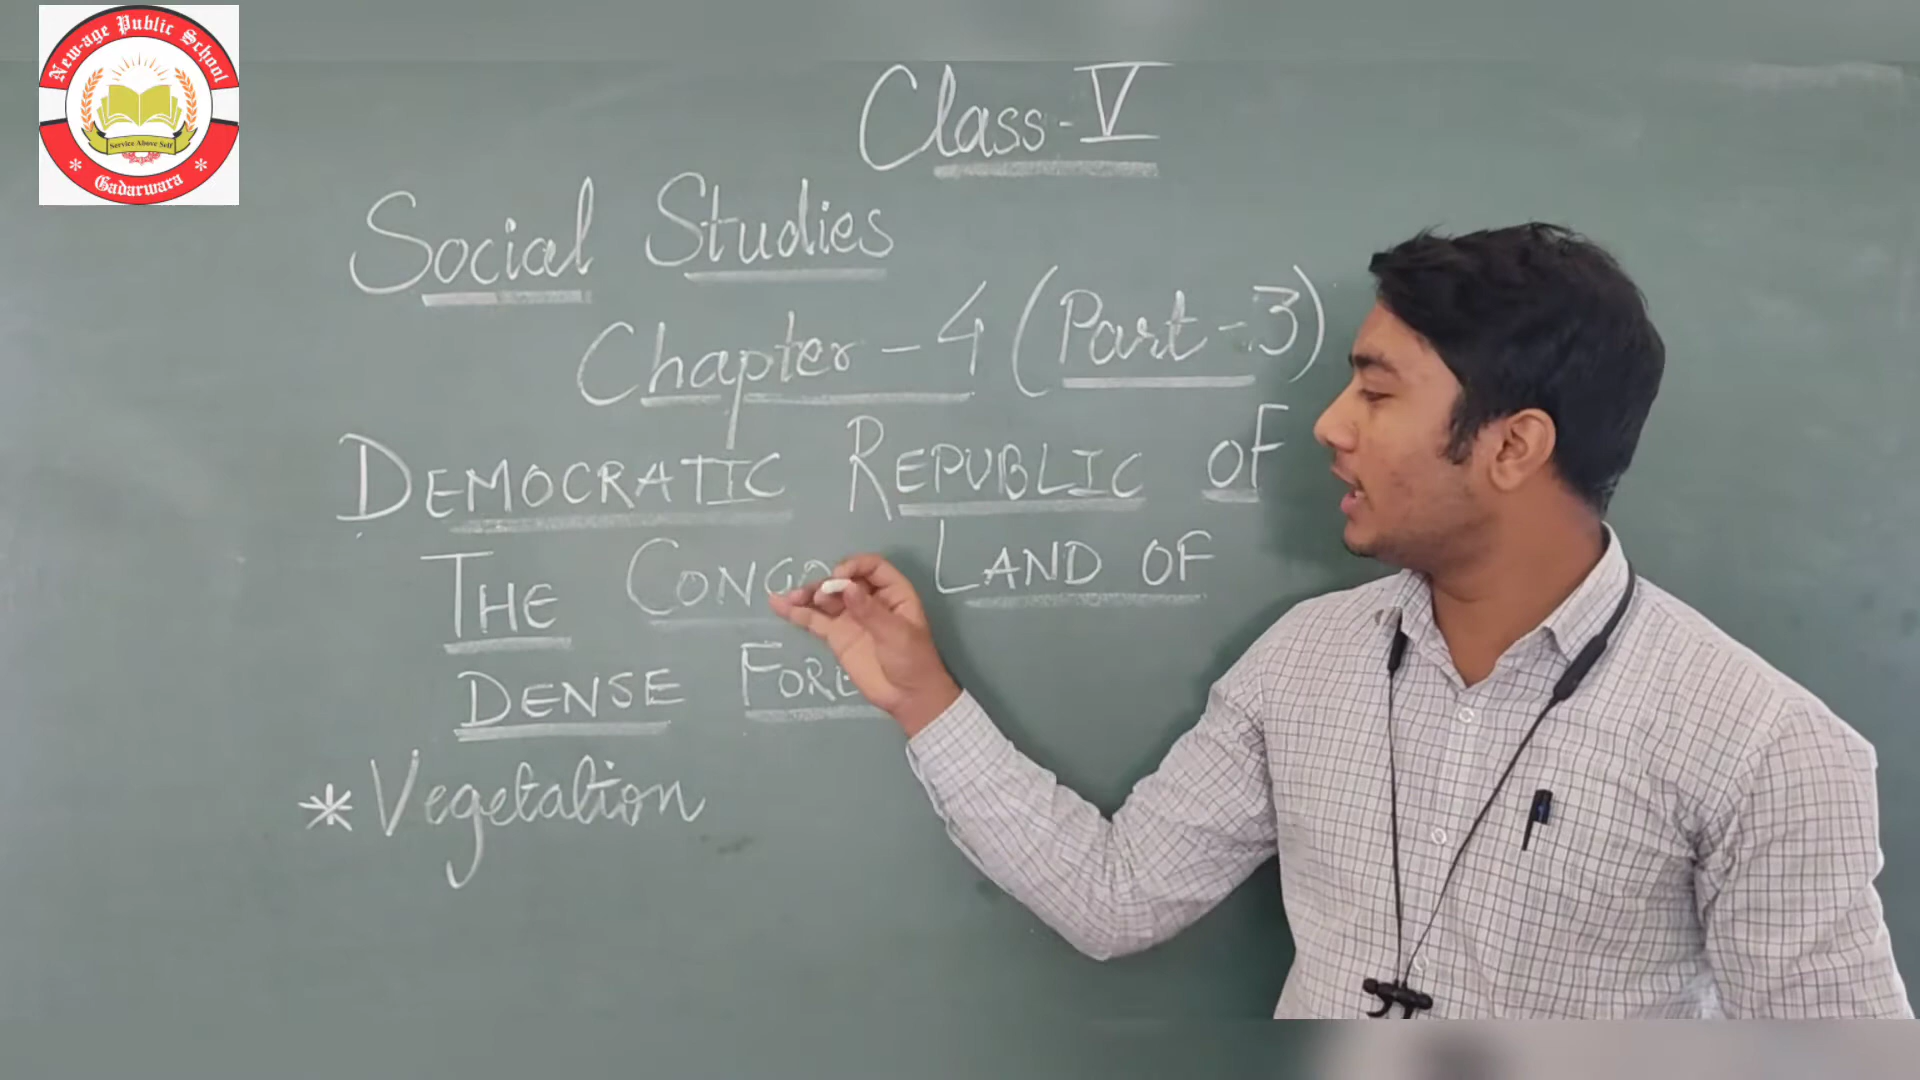 New-age Public School
Service Above Self
Gadarwara
Class - V
Social Studies
Chapter - 4 (Part - 3)
DEMOCRATIC REPUBLIC OF
THE CONGO LAND OF
DENSE
* Vegetation